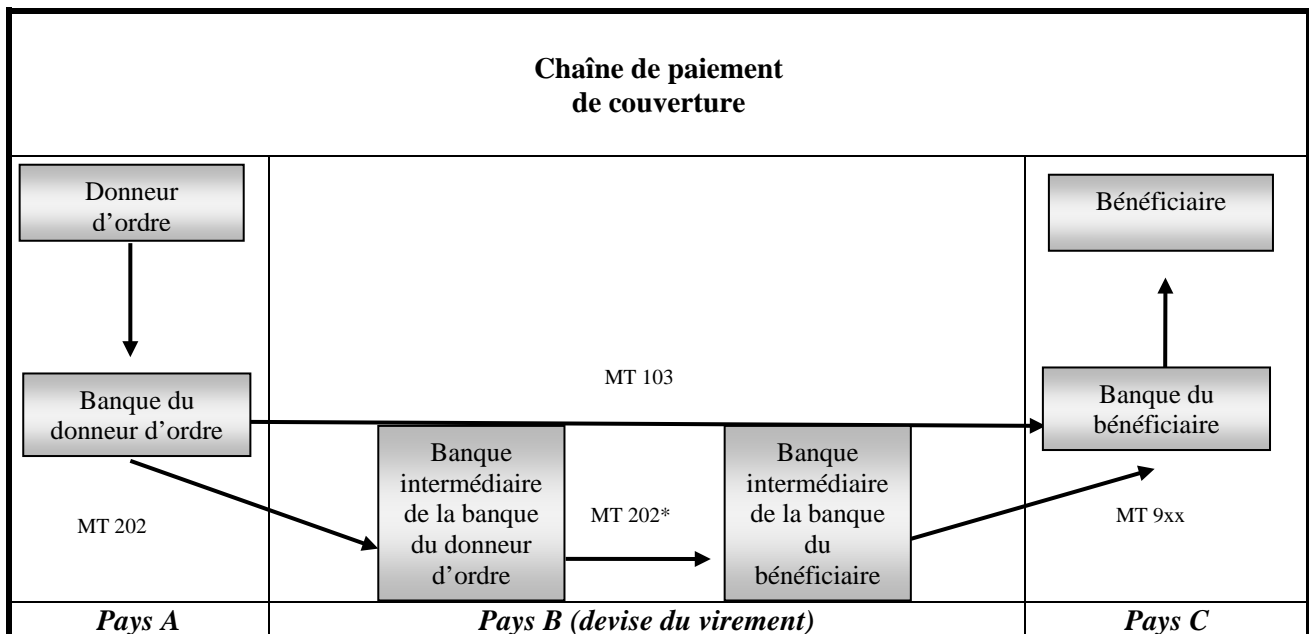 Chaîne de paiement
de couverture
Donneur
d’ordre
Bénéficiaire
MT 103
Banque du
donneur d’ordre
Banque du
bénéficiaire
Banque
intermédiaire
de la banque
du donneur
d’ordre
MT 202*
Banque
intermédiaire
de la banque
du
bénéficiaire
MT 202
MT 9xx
Pays A
Pays B (devise du virement)
Pays C